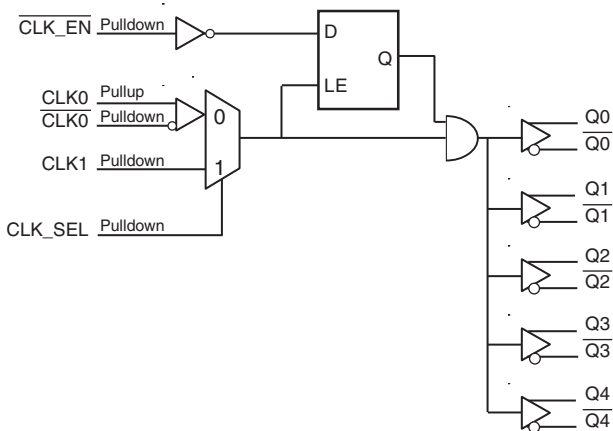 CLK_EN Pulldown
D
Q
LE
CLK0 Pullup
CLK0 Pulldown
0
CLK1 Pulldown
1
CLK_SEL Pulldown
Q0
Q0
Q1
Q1
Q2
Q2
Q3
Q3
Q4
Q4